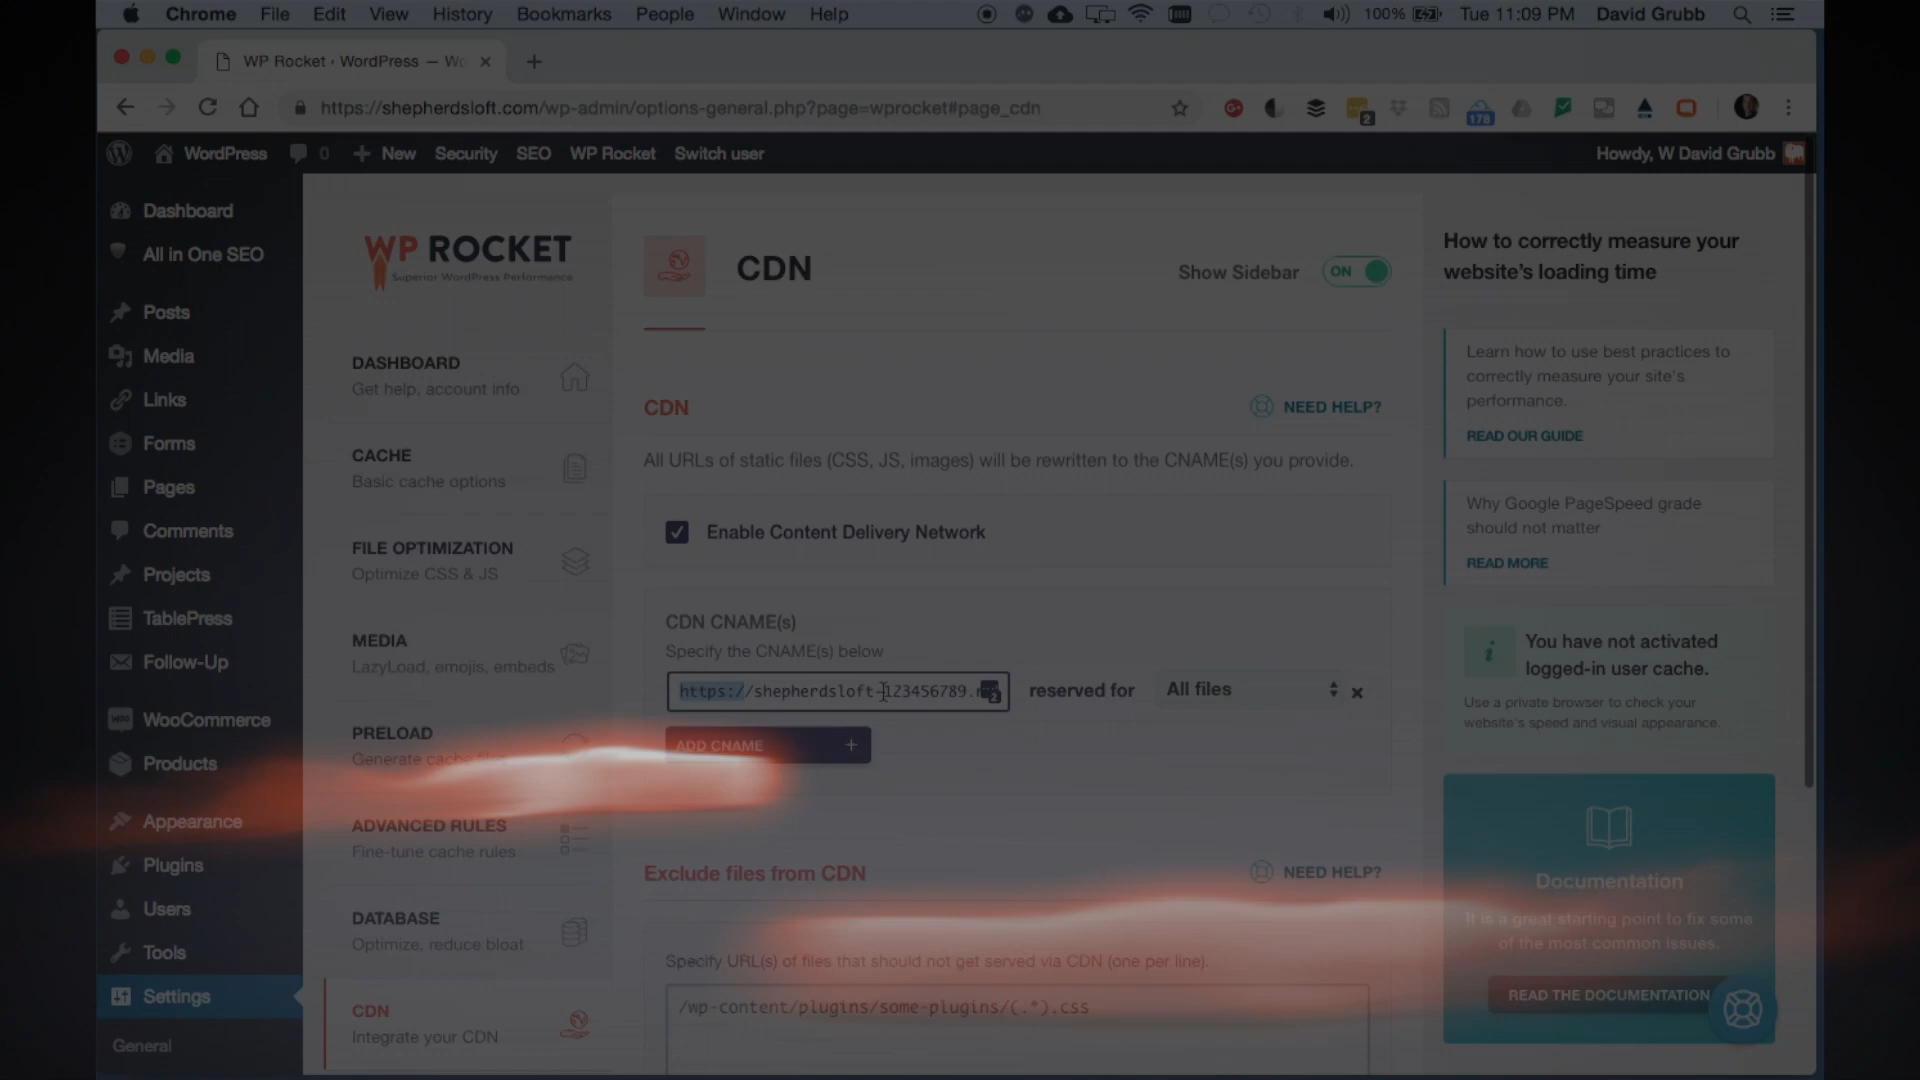 Chrome File Edit View History Bookmarks People Window Help 100% Tue 11:09 PM David Grubb
WP Rocket ‹ WordPress — Wo
https://shepherdsloft.com/wp-admin/options-general.php?page=wprocket#page_cdn 2 178
WordPress 0 New Security SEO WP Rocket Switch user Howdy, W David Grubb
Dashboard
All in One SEO
Posts
Media
Links
Forms
Pages
Comments
Projects
TablePress
Follow-Up
WooCommerce
Products
Appearance
Plugins
Users
Tools
Settings
General
WP ROCKET
Superior WordPress Performance
DASHBOARD
Get help, account info
CACHE
Basic cache options
FILE OPTIMIZATION
Optimize CSS & JS
MEDIA
LazyLoad, emojis, embeds
PRELOAD
Generate cache files
ADVANCED RULES
Fine-tune cache rules
DATABASE
Optimize, reduce bloat
CDN
Integrate your CDN
CDN
Show Sidebar ON
CDN
NEED HELP?
All URLs of static files (CSS, JS, images) will be rewritten to the CNAME(s) you provide.
Enable Content Delivery Network
CDN CNAME(s)
Specify the CNAME(s) below
https://shepherdsloft-123456789. 2 reserved for All files
ADD CNAME +
Exclude files from CDN
NEED HELP?
Specify URL(s) of files that should not get served via CDN (one per line).
/wp-content/plugins/some-plugins/(.*).css
How to correctly measure your
website's loading time
Learn how to use best practices to
correctly measure your site's
performance.
READ OUR GUIDE
Why Google PageSpeed grade
should not matter
READ MORE
You have not activated
logged-in user cache.
Use a private browser to check your
website's speed and visual appearance.
Documentation
It is a great starting point to fix some
of the most common issues.
READ THE DOCUMENTATION